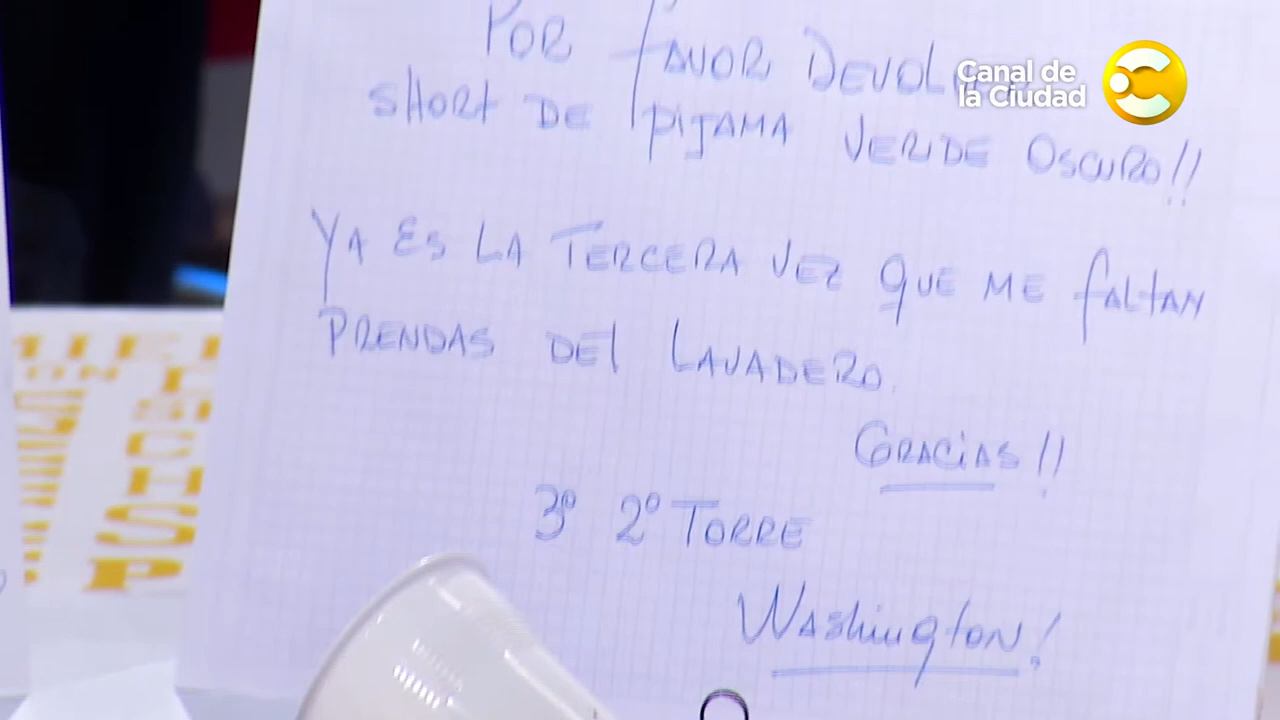 POR FAVOR DEVOLVER
SHORT DE PIJAMA VERDE OSCURO!!
YA ES LA TERCERA VEZ QUE ME FALTAN
PRENDAS DEL LAVADERO.
GRACIAS!!
3º 2º TORRE
Washington!
Canal de
la Ciudad